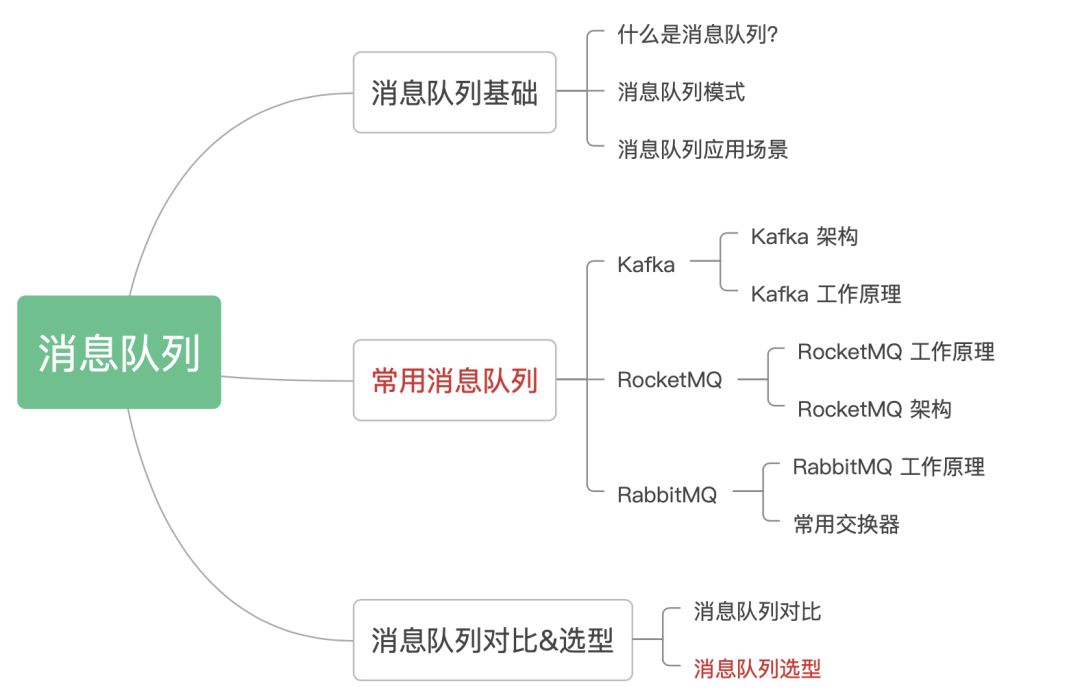 消息队列
消息队列基础
什么是消息队列?
消息队列模式
消息队列应用场景
常用消息队列
Kafka
Kafka 架构
Kafka 工作原理
RocketMQ
RocketMQ 工作原理
RocketMQ 架构
RabbitMQ
RabbitMQ 工作原理
常用交换器
消息队列对比&选型
消息队列对比
消息队列选型